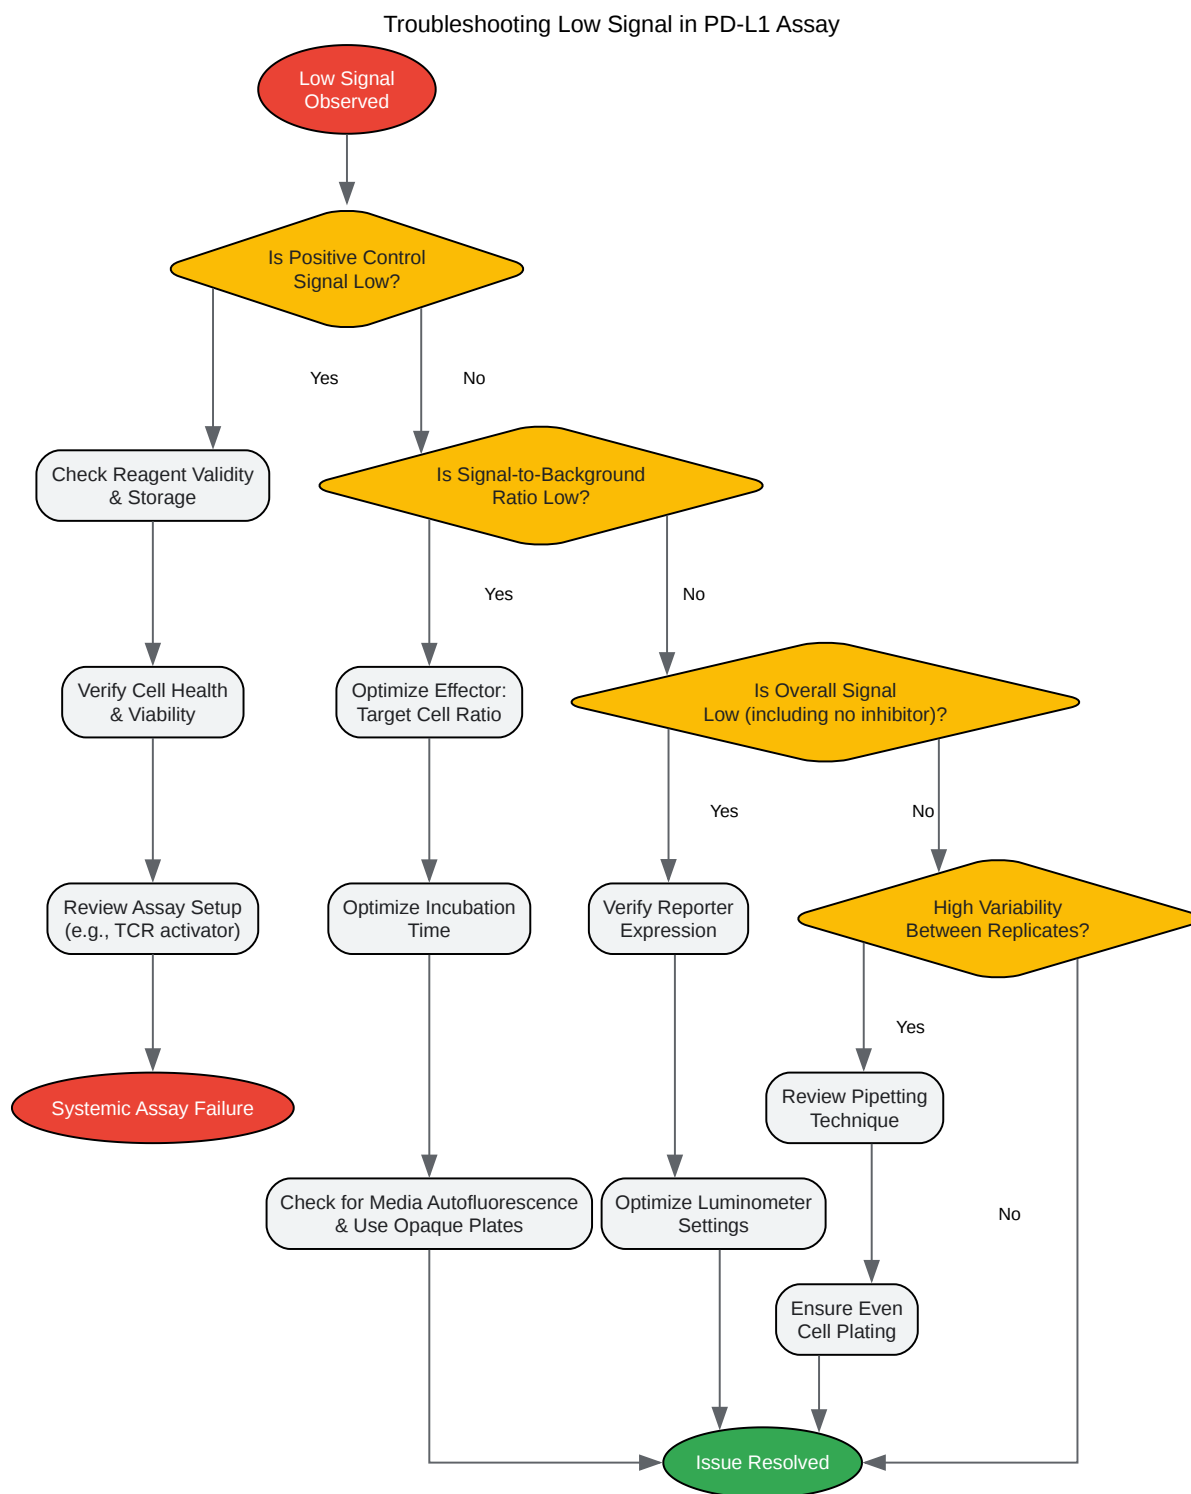 Troubleshooting Low Signal in PD-L1 Assay
Low Signal
Observed
Is Positive Control
Signal Low?
Yes
No
Check Reagent Validity
& Storage
Is Signal-to-Background
Ratio Low?
Yes
No
Verify Cell Health
& Viability
Optimize Effector:
Target Cell Ratio
Is Overall Signal
Low (including no inhibitor)?
Yes
No
Review Assay Setup
(e.g., TCR activator)
Optimize Incubation
Time
Verify Reporter
Expression
High Variability
Between Replicates?
Yes
Systemic Assay Failure
Review Pipetting
Technique
Check for Media Autofluorescence
& Use Opaque Plates
Optimize Luminometer
Settings
No
Ensure Even
Cell Plating
Issue Resolved